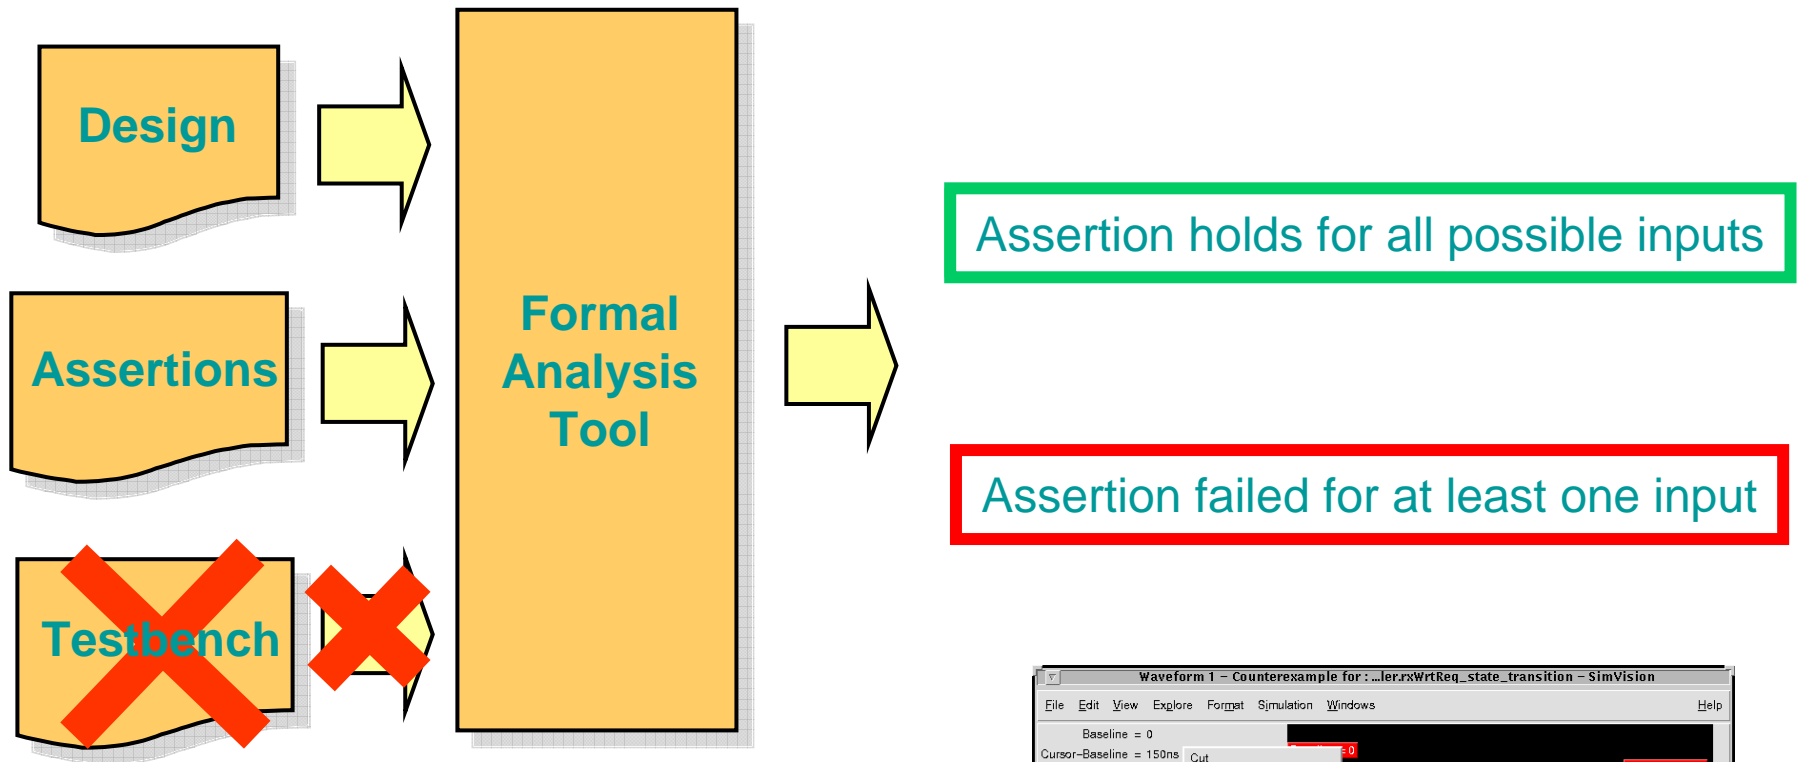 Design
Assertions
Testbench
Formal
Analysis
Tool
Assertion holds for all possible inputs
Assertion failed for at least one input
Waveform 1 – Counterexample for : ...ler.rxWrtReq_state_transition – SimVision
File Edit View Explore Format Simulation Windows Help
Baseline = 0
Cursor-Baseline = 150ns
Cut
= 0